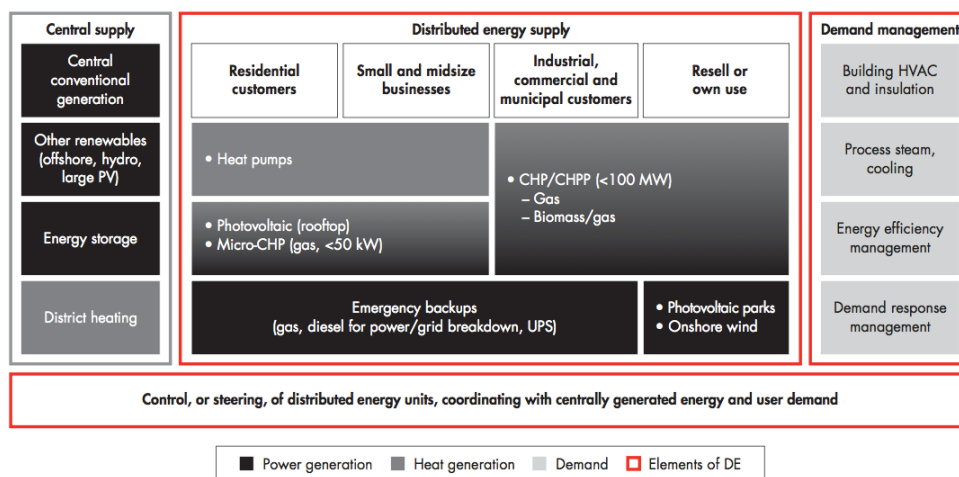 Central supply
Distributed energy supply
Demand management
Central
conventional
generation
Residential
customers
Small and midsize
businesses
Industrial,
commercial and
municipal customers
Resell or
own use
Building HVAC
and insulation
Other renewables
(offshore, hydro,
large PV)
• Heat pumps
• CHP/CHPP (<100 MW)
– Gas
– Biomass/gas
Process steam,
cooling
Energy storage
• Photovoltaic (rooftop)
• Micro-CHP (gas, <50 kW)
Energy efficiency
management
District heating
Emergency backups
(gas, diesel for power/grid breakdown, UPS)
• Photovoltaic parks
• Onshore wind
Demand response
management
Control, or steering, of distributed energy units, coordinating with centrally generated energy and user demand
Power generation
Heat generation
Demand
Elements of DE